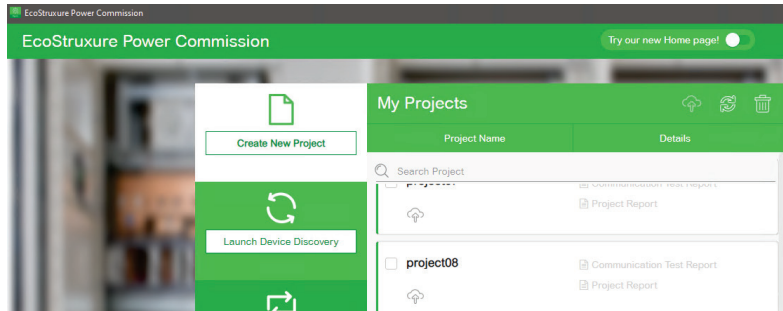 EcoStruxure Power Commission
EcoStruxure Power Commission
Try our new Home page!
Create New Project
Launch Device Discovery
My Projects
Project Name Details
Search Project
Communication Test Report
Project Report
project08
Communication Test Report
Project Report